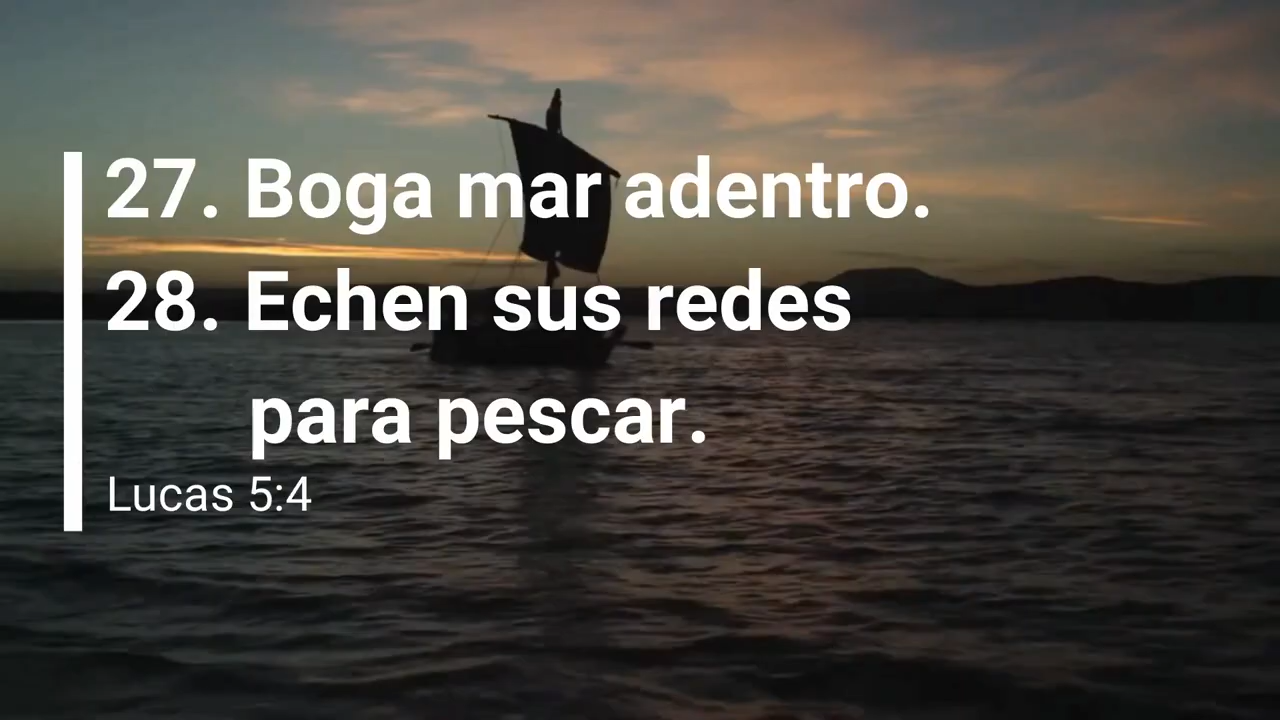 27. Boga mar adentro.
28. Echen sus redes
para pescar.
Lucas 5:4